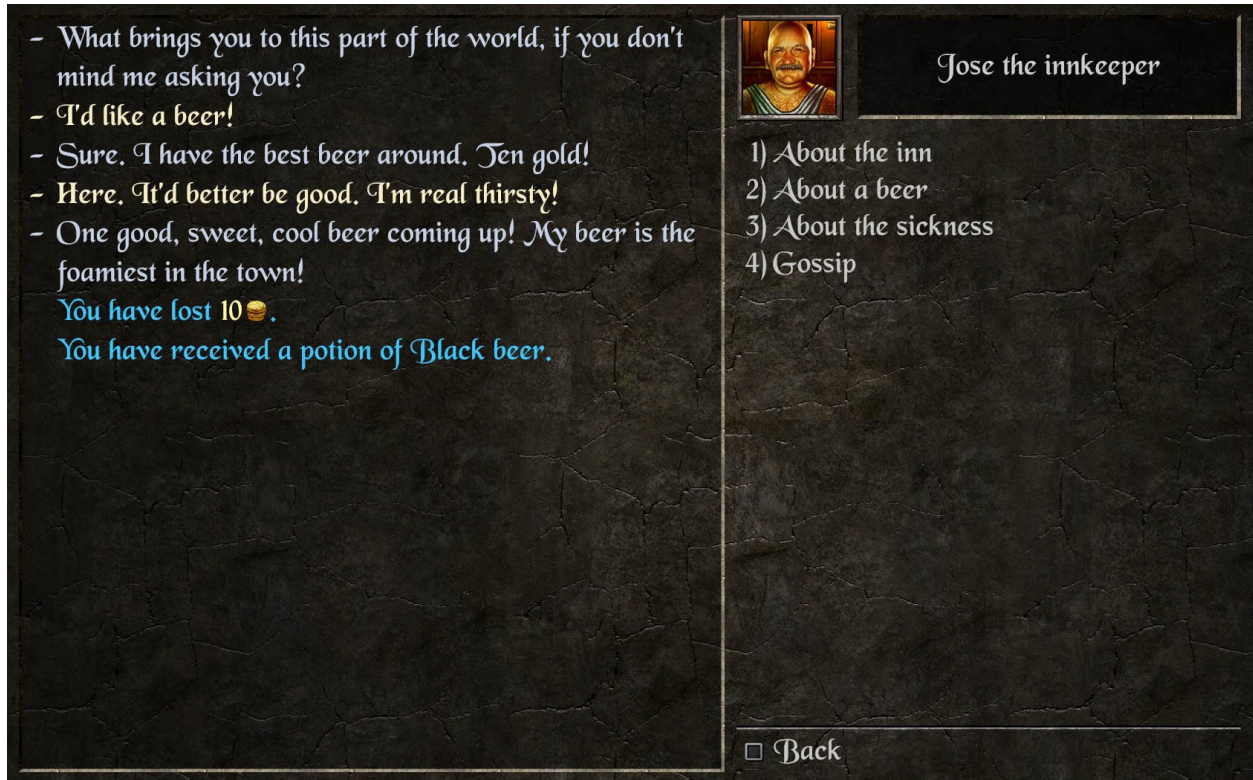 - What brings you to this part of the world, if you don't
mind me asking you?
- I'd like a beer!
- Sure. I have the best beer around. Ten gold!
- Here. It'd better be good. I'm real thirsty!
- One good, sweet, cool beer coming up! My beer is the
foamiest in the town!
You have lost 10 .
You have received a potion of Black beer.
Jose the innkeeper
1) About the inn
2) About a beer
3) About the sickness
4) Gossip
Back